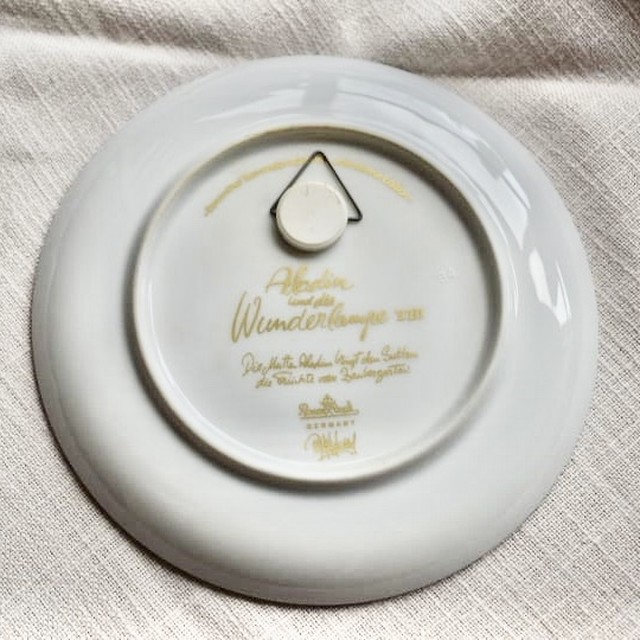 Aladin
und die
Wunderlampe VIII
Die Mutter Aladins bringt dem Sultan
die Früchte vom Zaubergarten
Rosenthal
GERMANY